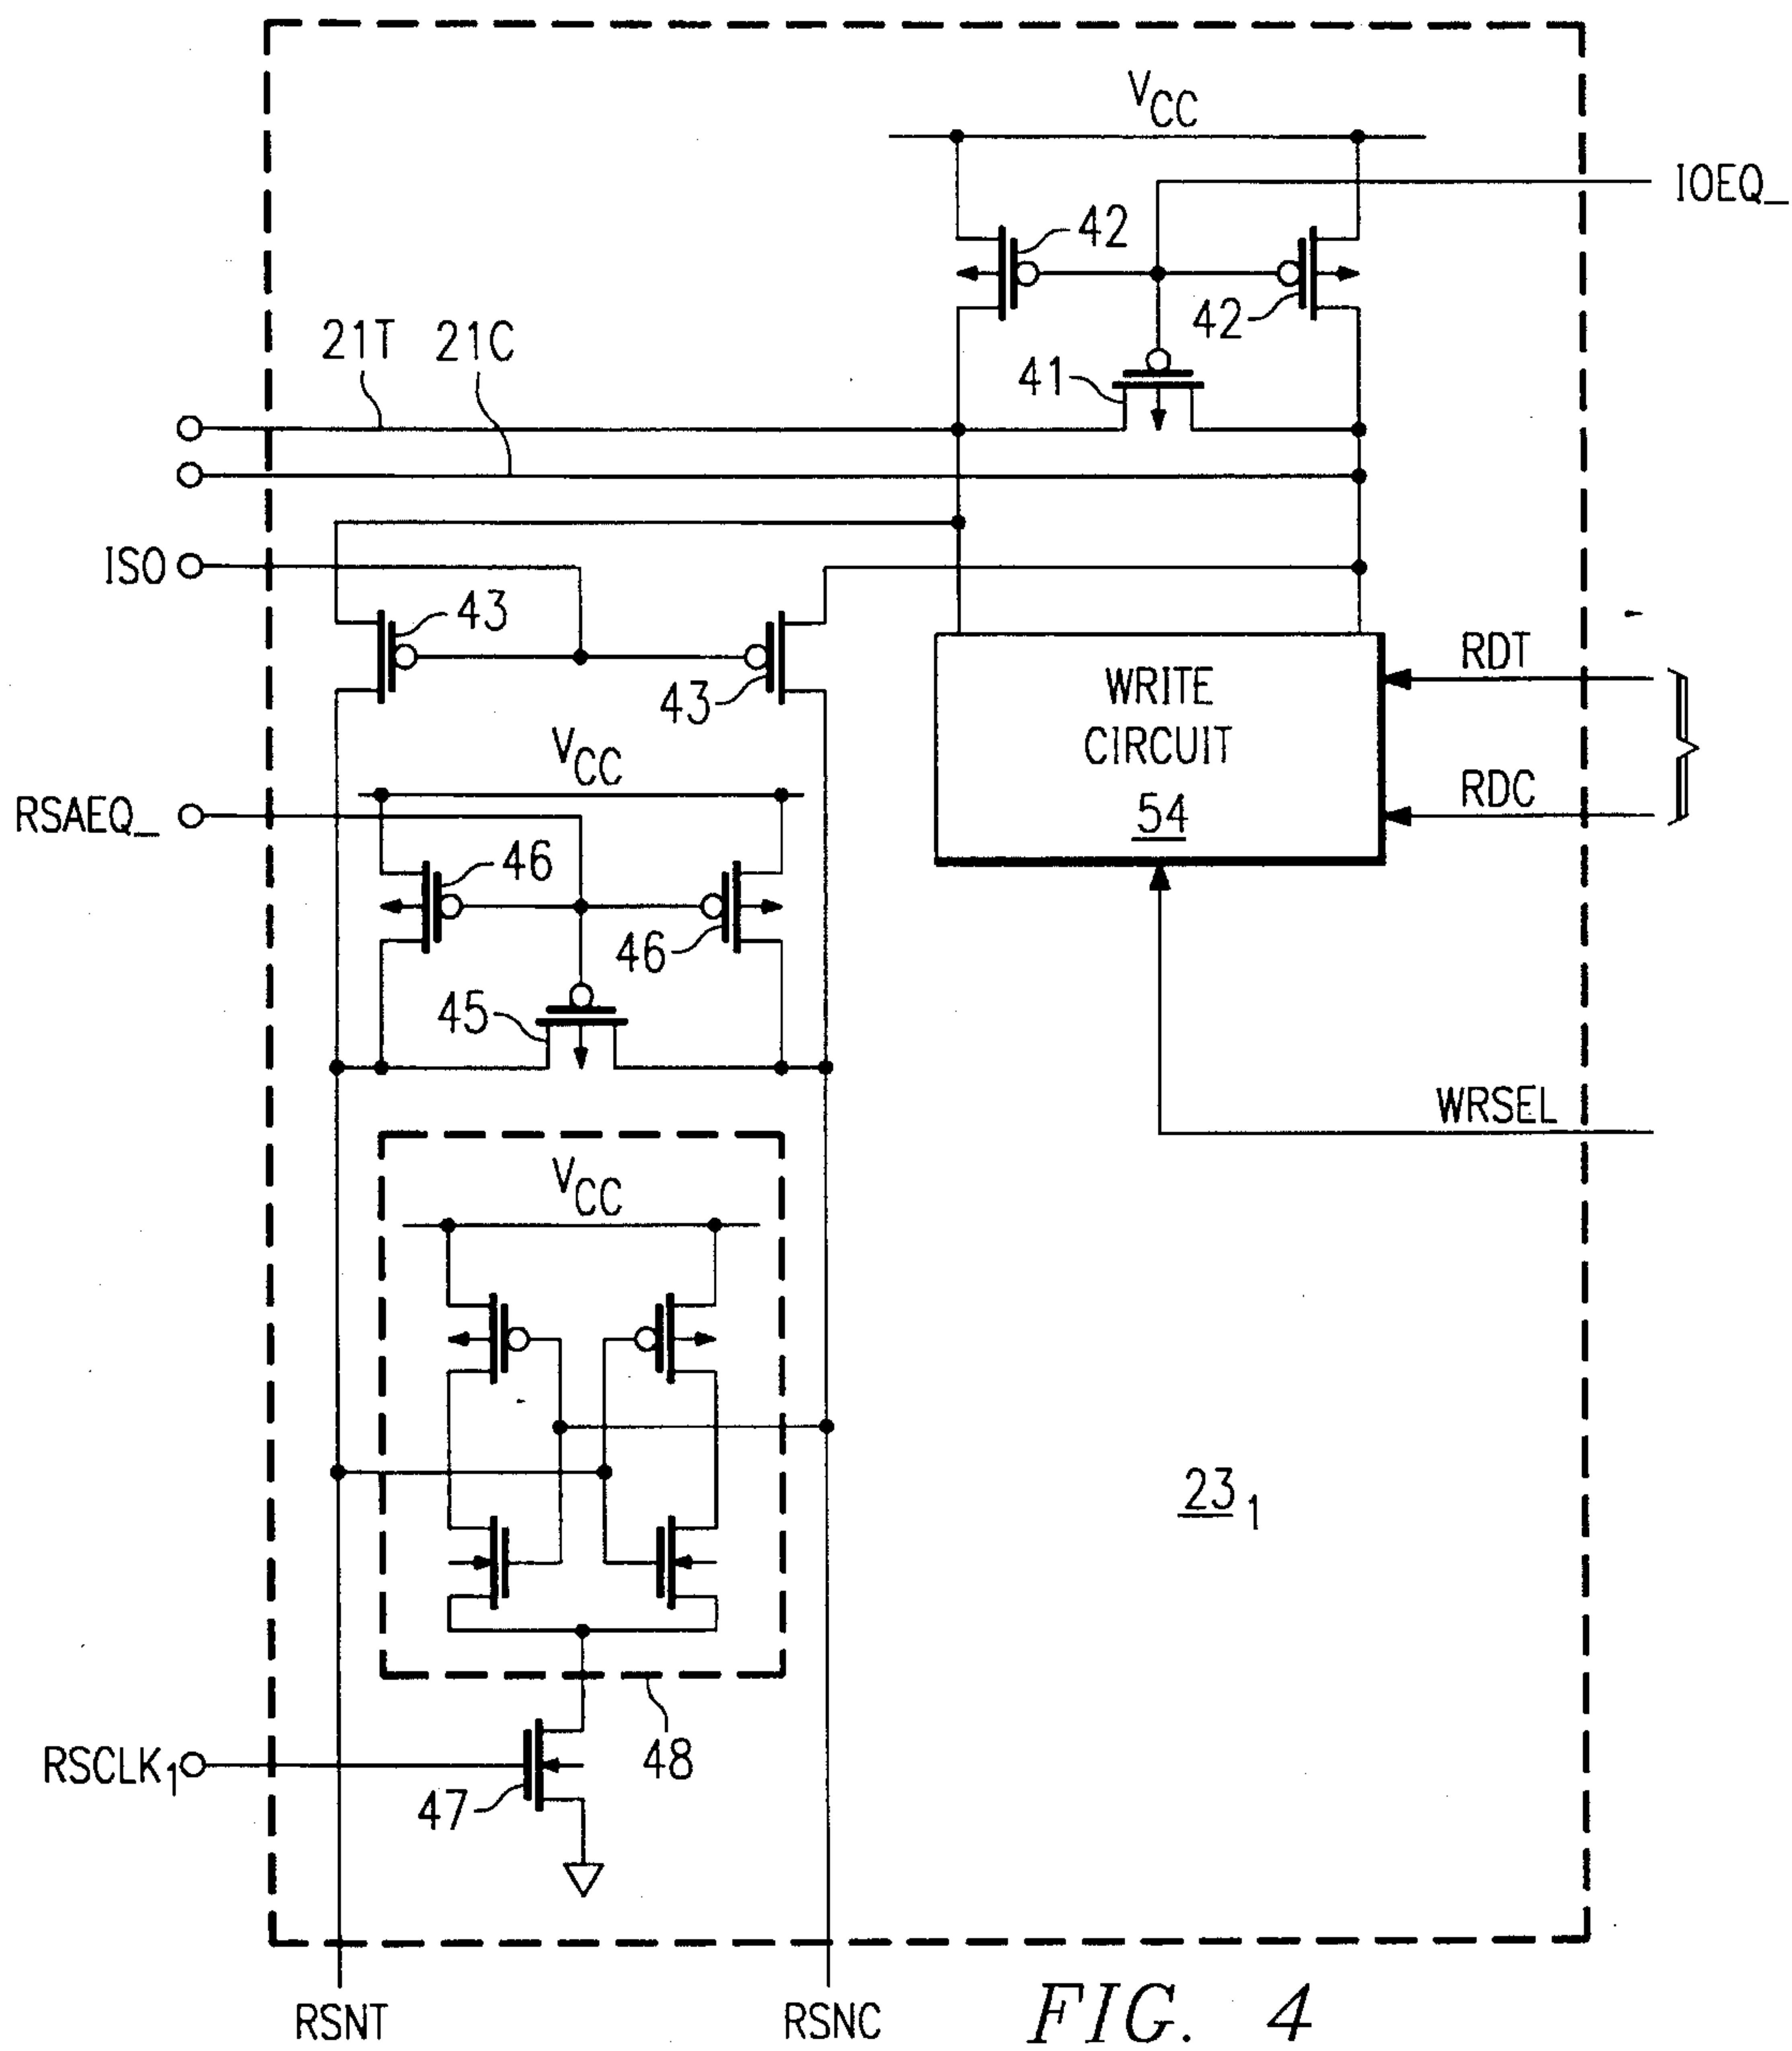 VCC
IOEQ_
42
42
21T
21C
41
ISO
43
43
RDT
WRITE
CIRCUIT
54
VCC
RDC
RSAEQ_
46
46
45
WRSEL
VCC
23 1
48
RSCLK1
47
RSNT
RSNC
FIG. 4